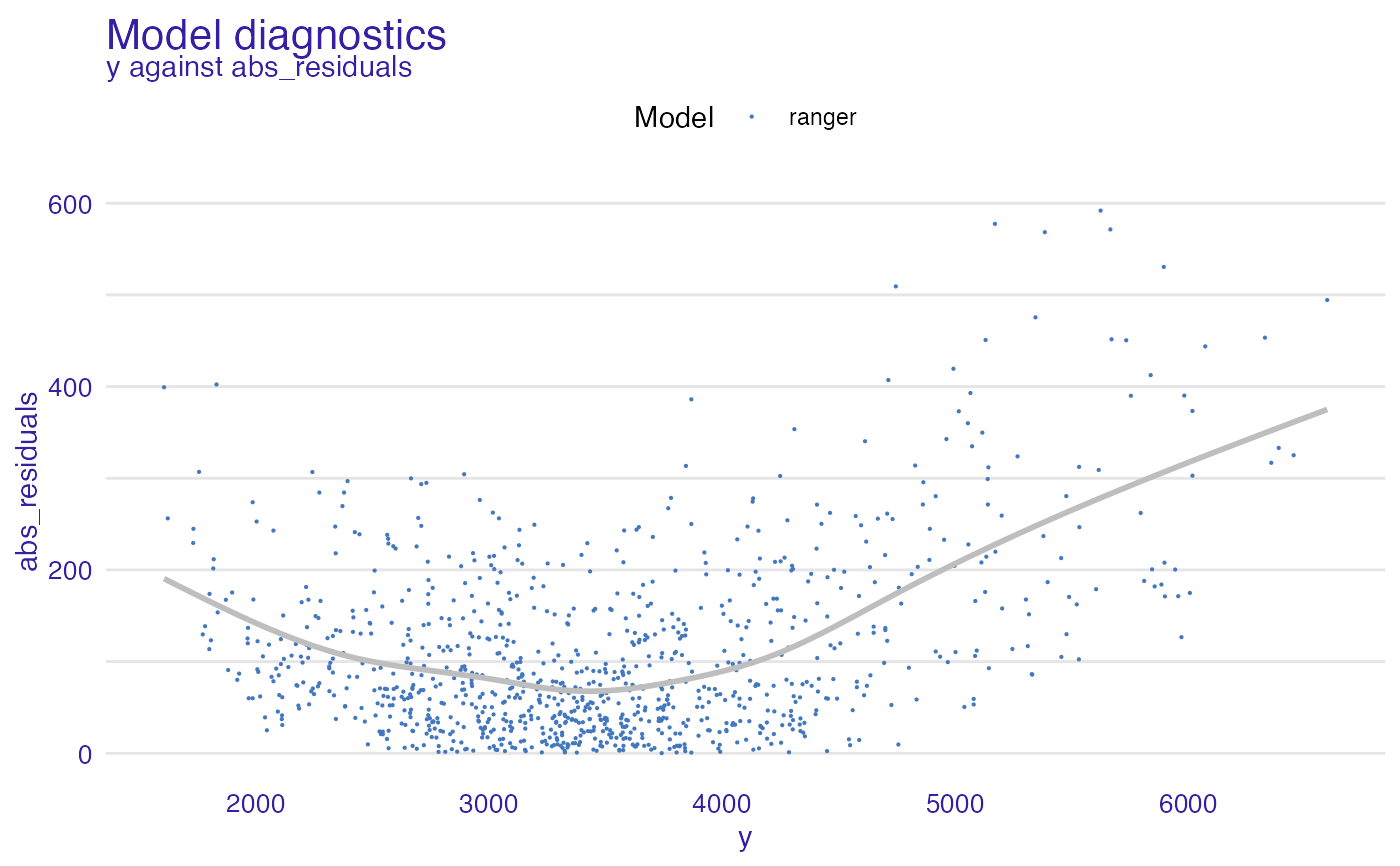 Model diagnostics
y against abs_residuals
Model ranger
600
400
200
0
abs_residuals
2000 3000 4000 5000 6000
y